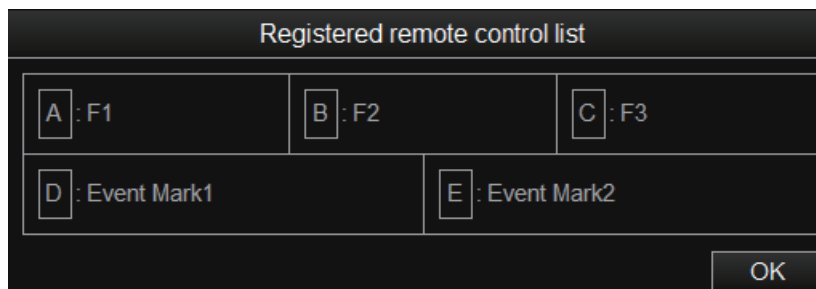 Registered remote control list
A : F1 B : F2 C : F3
D : Event Mark1 E : Event Mark2
OK